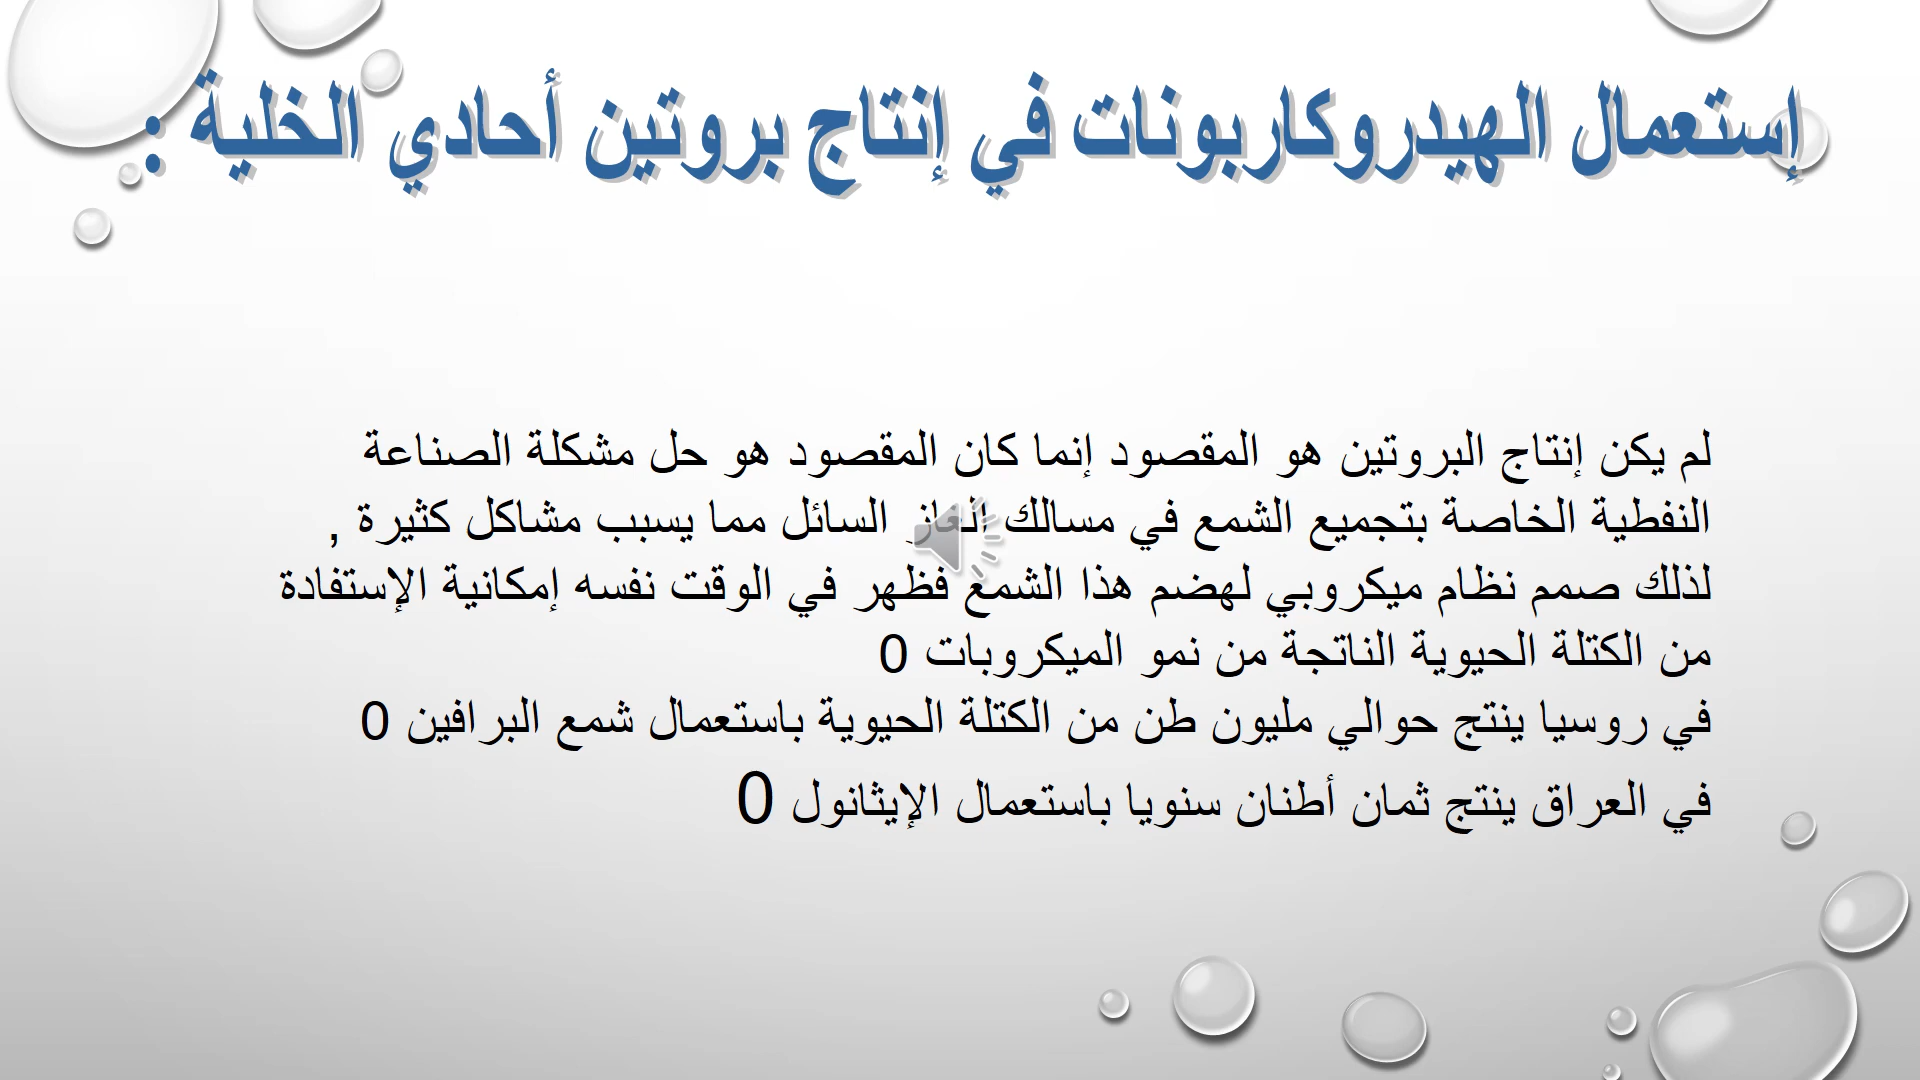 إستعمال الهيدروكاربونات في إنتاج بروتين أحادي الخلية :
لم يكن إنتاج البروتين هو المقصود إنما كان المقصود هو حل مشكلة الصناعة
النفطية الخاصة بتجميع الشمع في مسالك الغاز السائل مما يسبب مشاكل كثيرة ,
لذلك صمم نظام ميكروبي لهضم هذا الشمع فظهر في الوقت نفسه إمكانية الإستفادة
من الكتلة الحيوية الناتجة من نمو الميكروبات 0
في روسيا ينتج حوالي مليون طن من الكتلة الحيوية باستعمال شمع البرافين 0
في العراق ينتج ثمان أطنان سنويا باستعمال الإيثانول 0